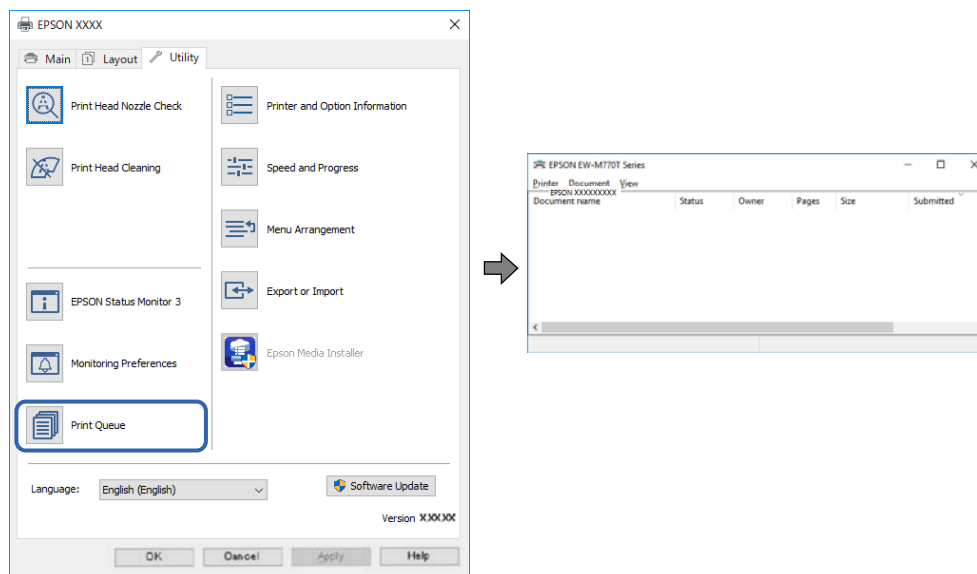 EPSON XXXX
Main Layout Utility
Print Head Nozzle Check
Print Head Cleaning
EPSON Status Monitor 3
Monitoring Preferences
Print Queue
Printer and Option Information
Speed and Progress
Menu Arrangement
Export or Import
Epson Media Installer
Language: English (English)
Software Update
Version X.XX.XX
OK Cancel Apply Help
EPSON EW-M770T Series
Printer Document View
EPSON XXXXXXXXX
Document Name Status Owner Pages Size Submitted